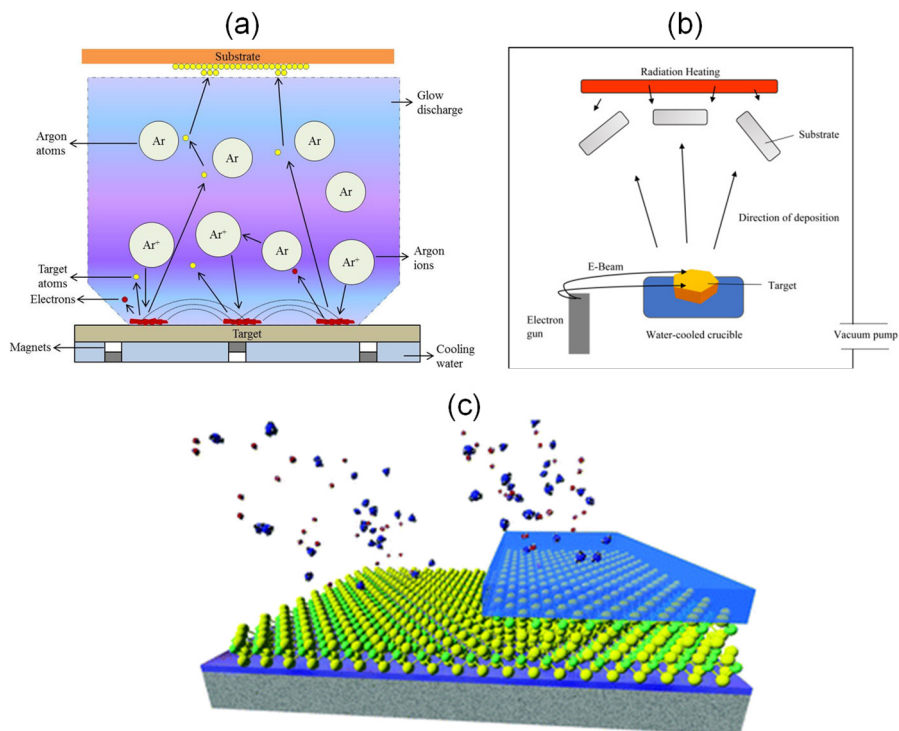 (a)
Substrate
Glow
discharge
Argon
atoms
Ar
Ar
Ar
Ar
Ar⁺
Ar⁺
Ar
Ar⁺
Argon
ions
Target
atoms
Electrons
Target
Magnets
Cooling
water
(b)
Radiation Heating
Substrate
Direction of deposition
E-Beam
Target
Electron
gun
Water-cooled crucible
Vacuum pump
(c)